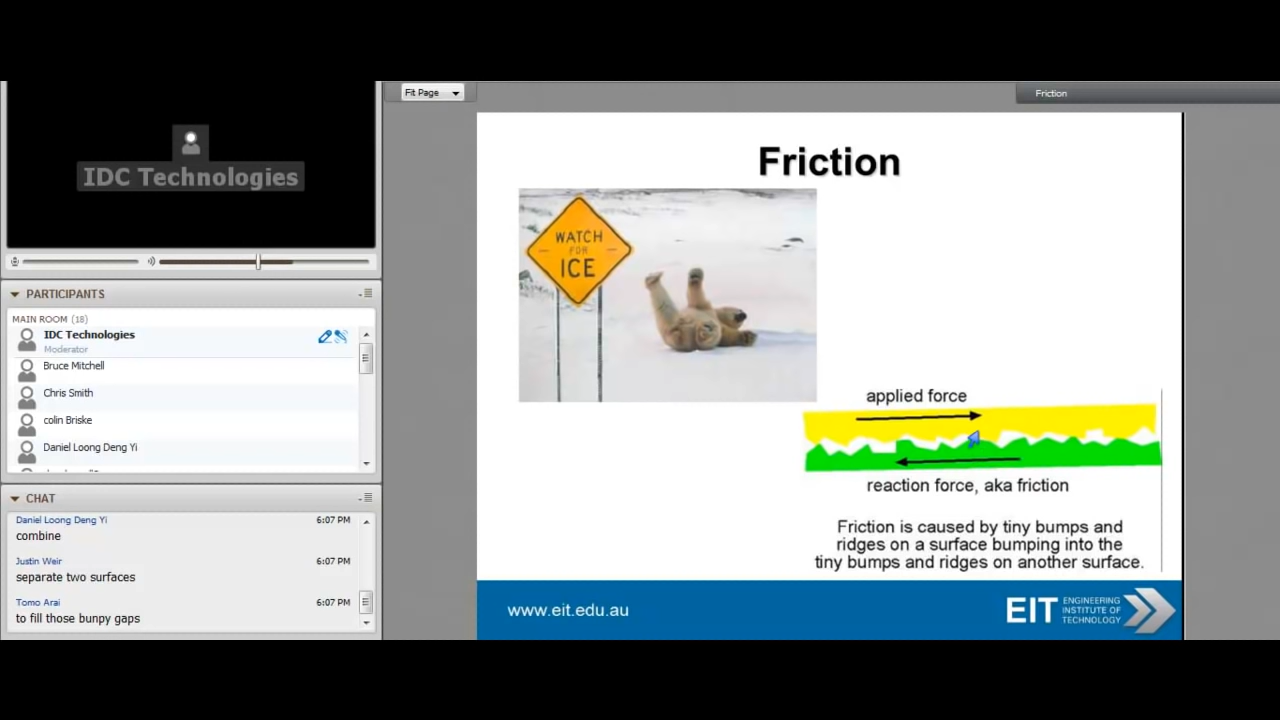 Fit Page
Friction
IDC Technologies
PARTICIPANTS
MAIN ROOM (18)
IDC Technologies
Moderator
Bruce Mitchell
Chris Smith
colin Briske
Daniel Loong Deng Yi
CHAT
Daniel Loong Deng Yi 6:07 PM
combine
Justin Weir 6:07 PM
separate two surfaces
Tomo Arai 6:07 PM
to fill those bunpy gaps
Friction
WATCH
FOR
ICE
applied force
reaction force, aka friction
Friction is caused by tiny bumps and
ridges on a surface bumping into the
tiny bumps and ridges on another surface.
www.eit.edu.au
EIT
ENGINEERING
INSTITUTE OF
TECHNOLOGY